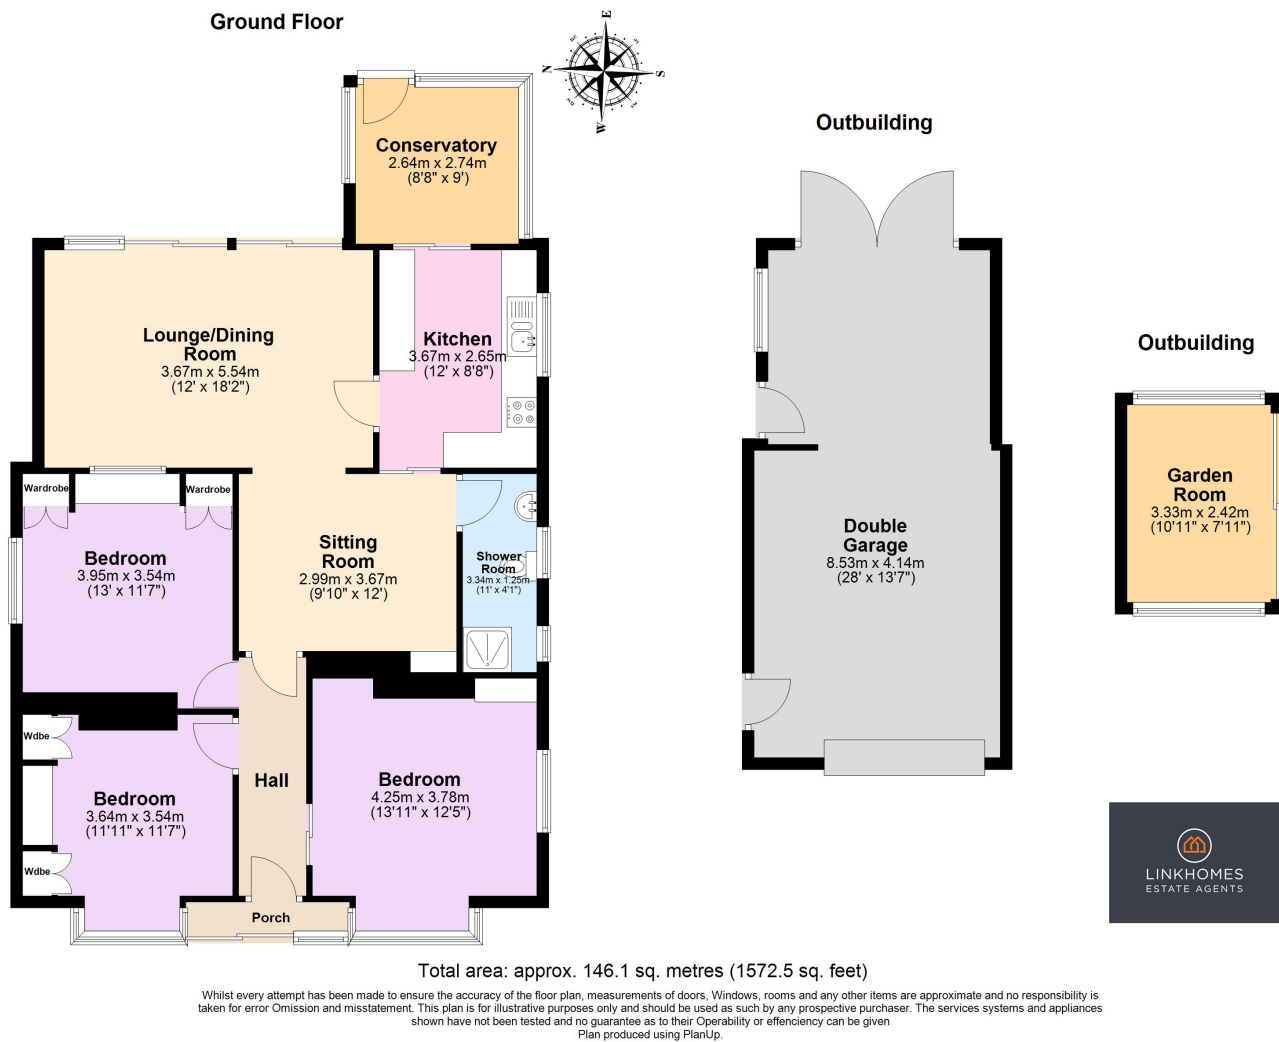 Ground Floor
E
N
S
W
NE
SE
NW
SW
Conservatory
2.64m x 2.74m
(8'8" x 9')
Lounge/Dining
Room
3.67m x 5.54m
(12' x 18'2")
Kitchen
3.67m x 2.65m
(12' x 8'8")
Wardrobe
Wardrobe
Bedroom
3.95m x 3.54m
(13' x 11'7")
Sitting
Room
2.99m x 3.67m
(9'10" x 12')
Shower
Room
3.34m x 1.25m
(11' x 4'1")
Wdbe
Bedroom
3.64m x 3.54m
(11'11" x 11'7")
Wdbe
Hall
Bedroom
4.25m x 3.78m
(13'11" x 12'5")
Porch
Outbuilding
Double
Garage
8.53m x 4.14m
(28' x 13'7")
Outbuilding
Garden
Room
3.33m x 2.42m
(10'11" x 7'11")
LINKHOMES
ESTATE AGENTS
Total area: approx. 146.1 sq. metres (1572.5 sq. feet)
Whilst every attempt has been made to ensure the accuracy of the floor plan, measurements of doors, Windows, rooms and any other items are approximate and no responsibility is
taken for error Omission and misstatement. This plan is for illustrative purposes only and should be used as such by any prospective purchaser. The services systems and appliances
shown have not been tested and no guarantee as to their Operability or effenciency can be given
Plan produced using PlanUp.